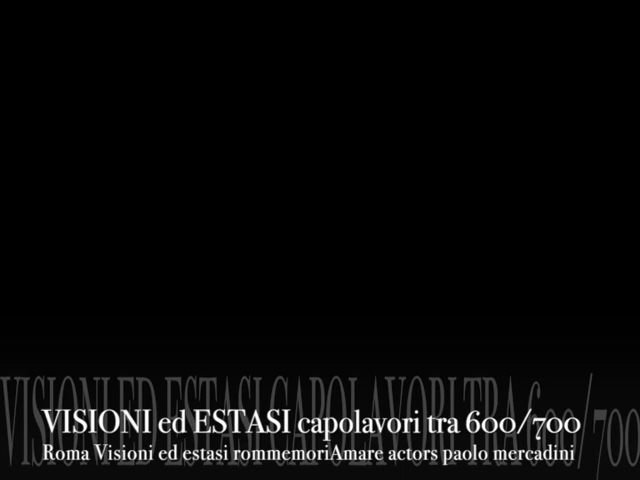 VISIONI ED ESTASI CAPOLAVORI TRA 600/700
VISIONI ed ESTASI capolavori tra 600/700
Roma Visioni ed estasi rommemoriAmare actors paolo mercadini